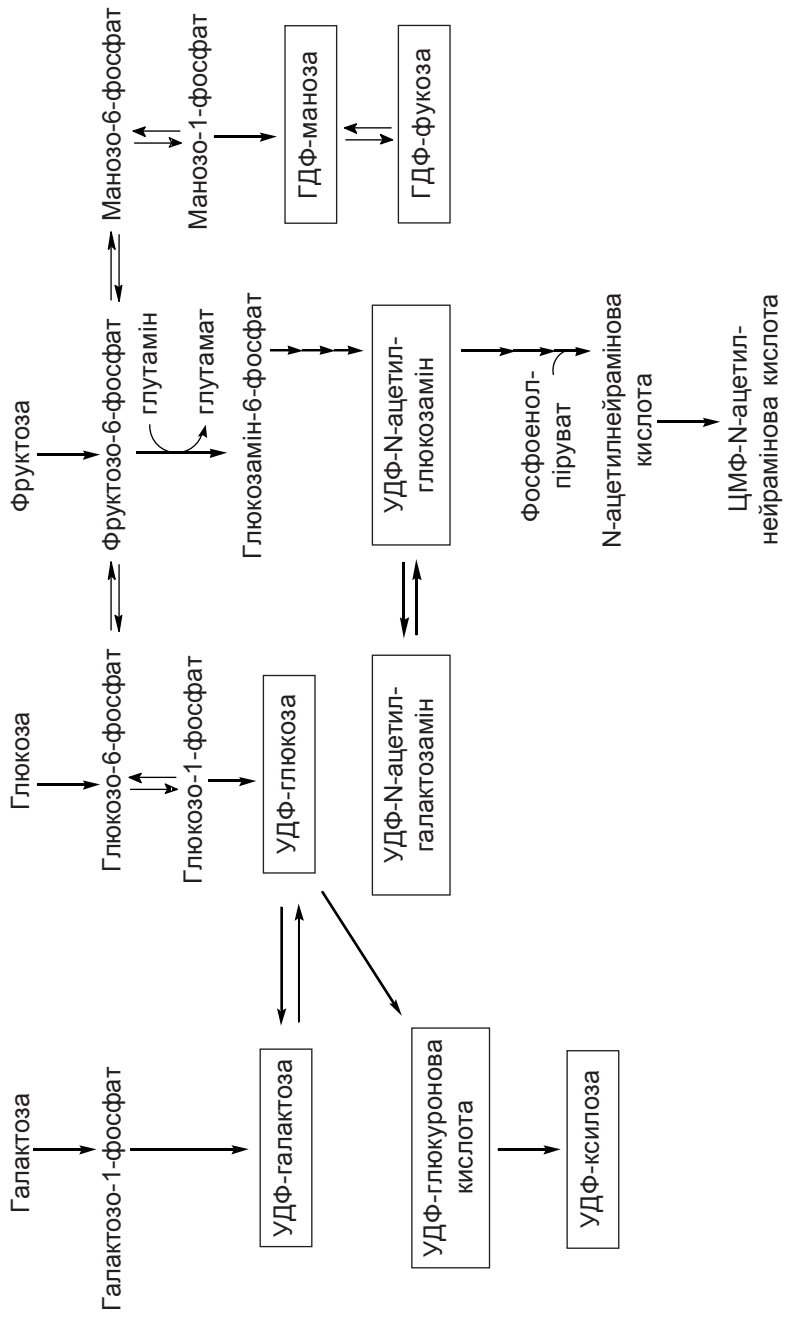 Галактоза
Глюкоза
Фруктоза
Галактозо-1-фосфат
Глюкозо-6-фосфат
Фруктозо-6-фосфат
Манозо-6-фосфат
Глюкозо-1-фосфат
глутамін
глутамат
Манозо-1-фосфат
Глюкозамін-6-фосфат
УДФ-галактоза
УДФ-глюкоза
ГДФ-маноза
УДФ-N-ацетил-
галактозамін
УДФ-N-ацетил-
глюкозамін
ГДФ-фукоза
УДФ-глюкуронова
кислота
Фосфоенол-
піруват
УДФ-ксилоза
N-ацетилнейрамінова
кислота
ЦМФ-N-ацетил-
нейрамінова кислота